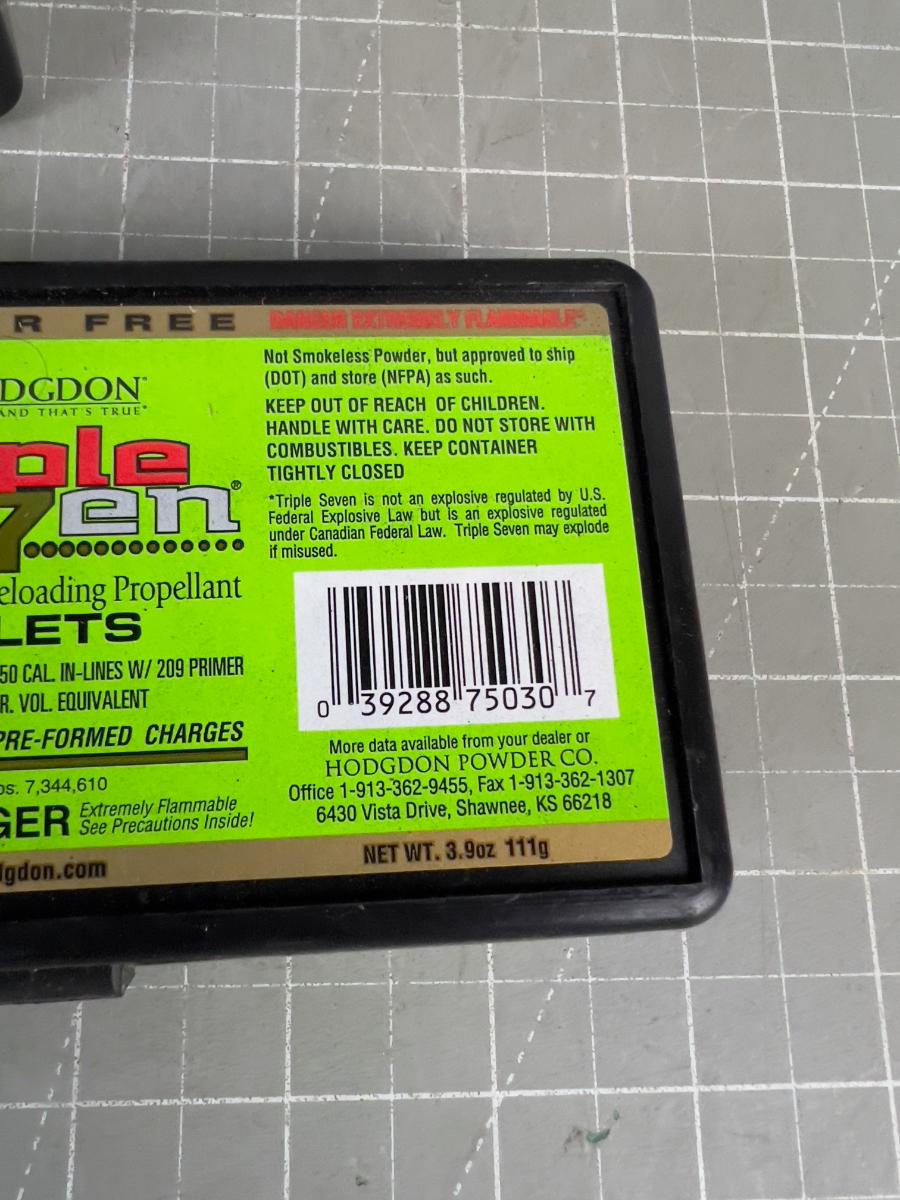 R FREE
DANGER EXTREMELY FLAMMABLE
DGDON™
AND THAT'S TRUE®
ple
7en®
eloading Propellant
LETS
50 CAL. IN-LINES W/ 209 PRIMER
R. VOL. EQUIVALENT
PRE-FORMED CHARGES
os. 7,344,610
GER Extremely Flammable
See Precautions Inside!
dgdon.com
Not Smokeless Powder, but approved to ship
(DOT) and store (NFPA) as such.
KEEP OUT OF REACH OF CHILDREN.
HANDLE WITH CARE. DO NOT STORE WITH
COMBUSTIBLES. KEEP CONTAINER
TIGHTLY CLOSED
*Triple Seven is not an explosive regulated by U.S.
Federal Explosive Law but is an explosive regulated
under Canadian Federal Law. Triple Seven may explode
if misused.
0 39288 75030 7
More data available from your dealer or
HODGDON POWDER CO.
Office 1-913-362-9455, Fax 1-913-362-1307
6430 Vista Drive, Shawnee, KS 66218
NET WT. 3.9oz 111g